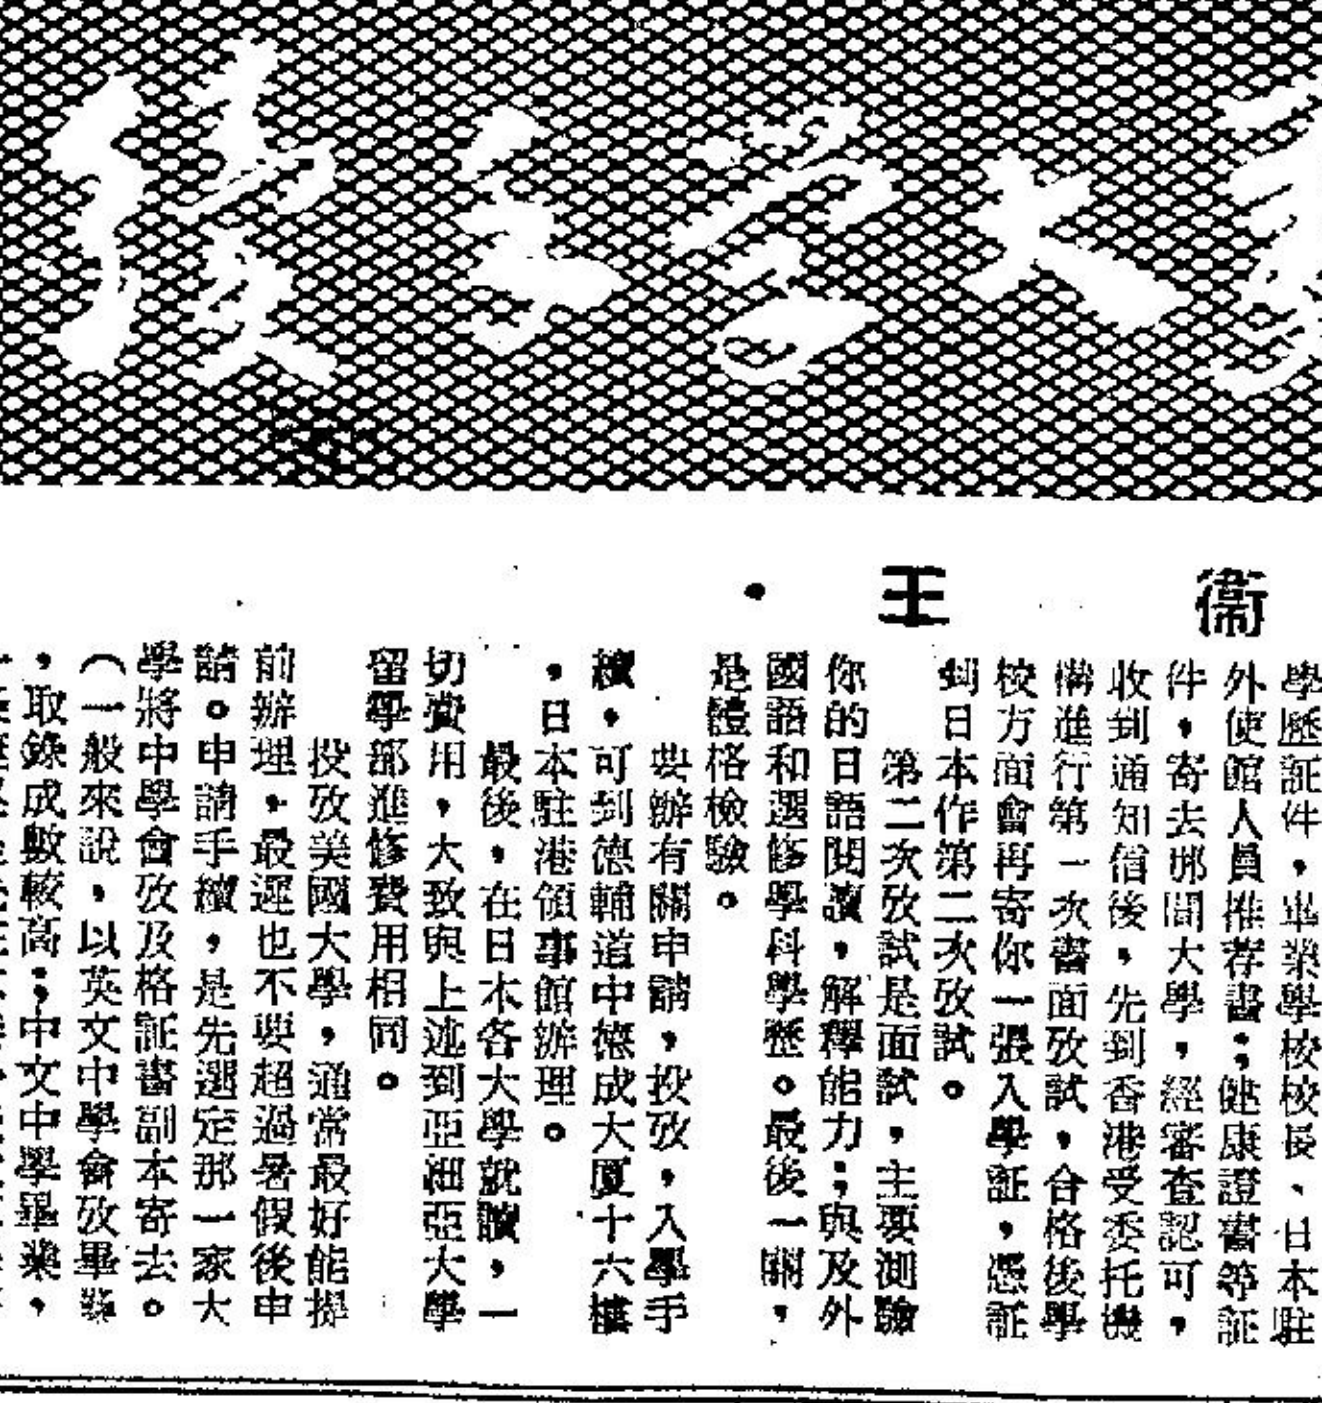 衞 王 ·
學歷証件，畢業學校校長、日本駐
外使館人員推荐書；健康證書等証
件，寄去那間大學，經審查認可，
收到通知信後，先到香港受委托機
構進行第一次書面攷試，合格後學
校方面會再寄你一張入學証，憑証
到日本作第二次攷試。
第二次攷試是面試，主要測驗
你的日語閱讀，解釋能力；與及外
國語和選修學科學歷。最後一關，
是體格檢驗。
要辦有關申請，投攷，入學手
續，可到德輔道中德成大厦十六樓
，日本駐港領事館辦理。
最後，在日本各大學就讀，一
切費用，大致與上述到亞細亞大學
留學部進修費用相同。
投攷美國大學，通常最好能提
前辦理，最遲也不要超過暑假後申
請。申請手續，是先選定那一家大
學將中學會攷及格証書副本寄去。
（一般來說，以英文中學會攷畢業
，取錄成數較高；中文中學畢業，